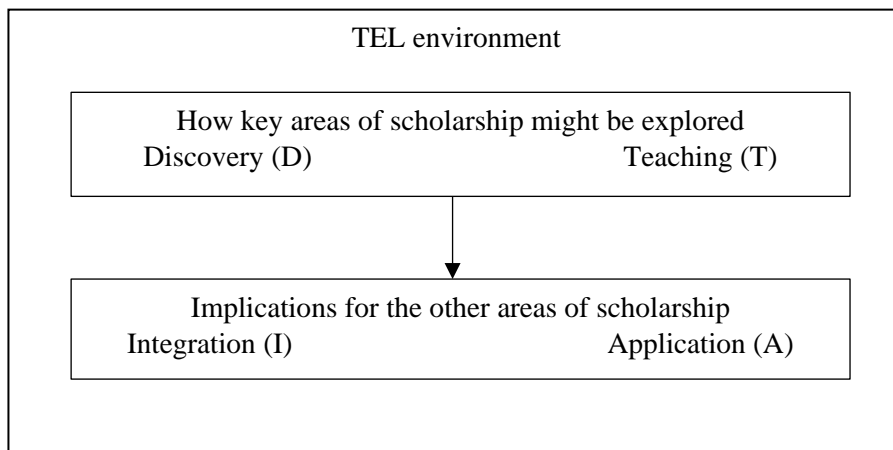 TEL environment
How key areas of scholarship might be explored
Discovery (D) Teaching (T)
Implications for the other areas of scholarship
Integration (I) Application (A)